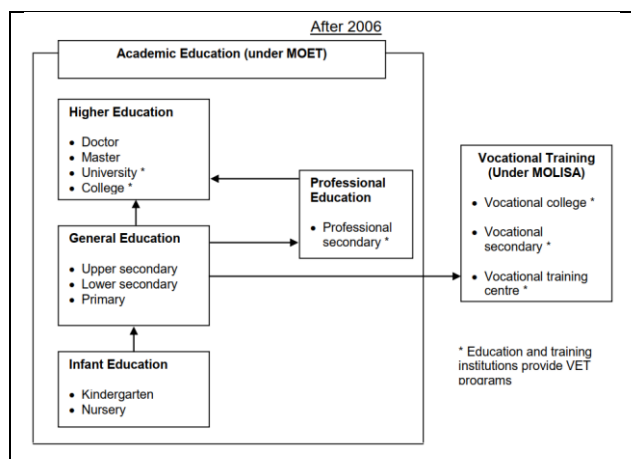 After 2006
Academic Education (under MOET)
Higher Education
• Doctor
• Master
• University *
• College *
Professional
Education
• Professional
secondary *
Vocational Training
(Under MOLISA)
• Vocational college *
• Vocational
secondary *
• Vocational training
centre *
General Education
• Upper secondary
• Lower secondary
• Primary
Infant Education
• Kindergarten
• Nursery
* Education and training
institutions provide VET
programs